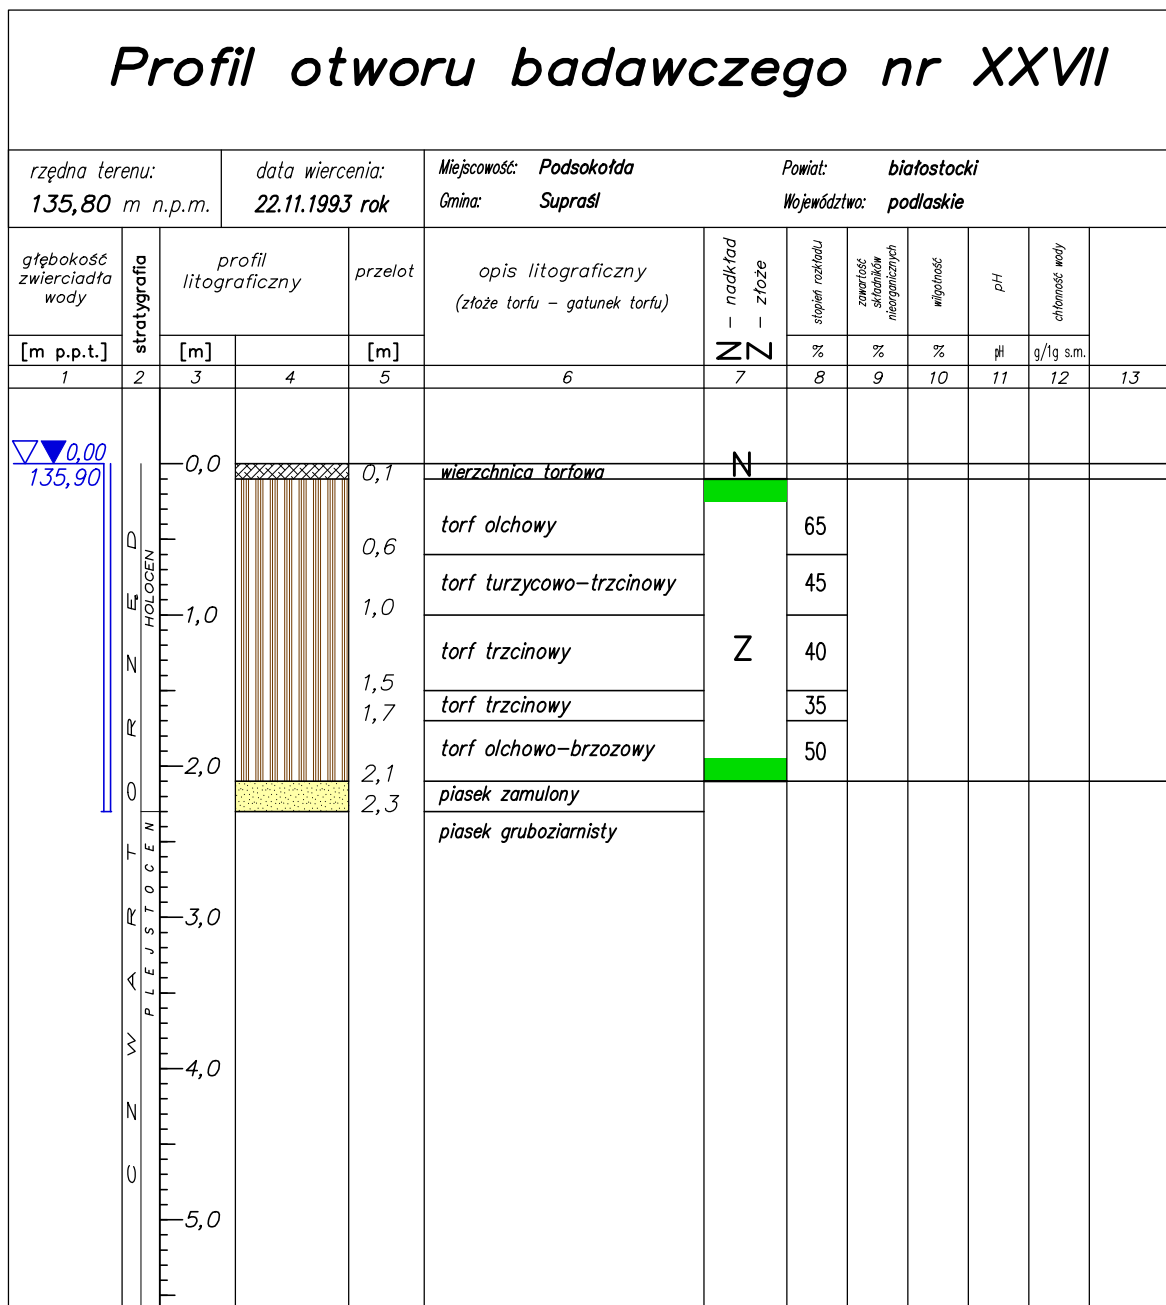 Profil otworu badawczego nr XXVII
rzędna terenu:
135,80 m n.p.m.
data wiercenia:
22.11.1993 rok
Miejscowość: Podsokołda
Gmina: Supraśl
Powiat: białostocki
Województwo: podlaskie
głębokość
zwierciadła
wody
[m p.p.t.]
stratygrafia
profil
litograficzny
[m]
przelot
[m]
opis litograficzny
(złoże torfu – gatunek torfu)
N – nadkład
Z – złoże
stopień rozkładu
%
zawartość
składników
nieorganicznych
%
wilgotność
%
pH
pH
chłonność wody
g/1g s.m.
1 2 3 4 5 6 7 8 9 10 11 12 13
0,00
135,90
CZWARTORZĘD
HOLOCEN
PLEJSTOCEN
0,0
1,0
2,0
3,0
4,0
5,0
0,1 wierzchnica torfowa N
0,6 torf olchowy 65
1,0 torf turzycowo–trzcinowy 45
1,5 torf trzcinowy Z 40
1,7 torf trzcinowy 35
2,1 torf olchowo–brzozowy 50
2,3 piasek zamulony
piasek gruboziarnisty